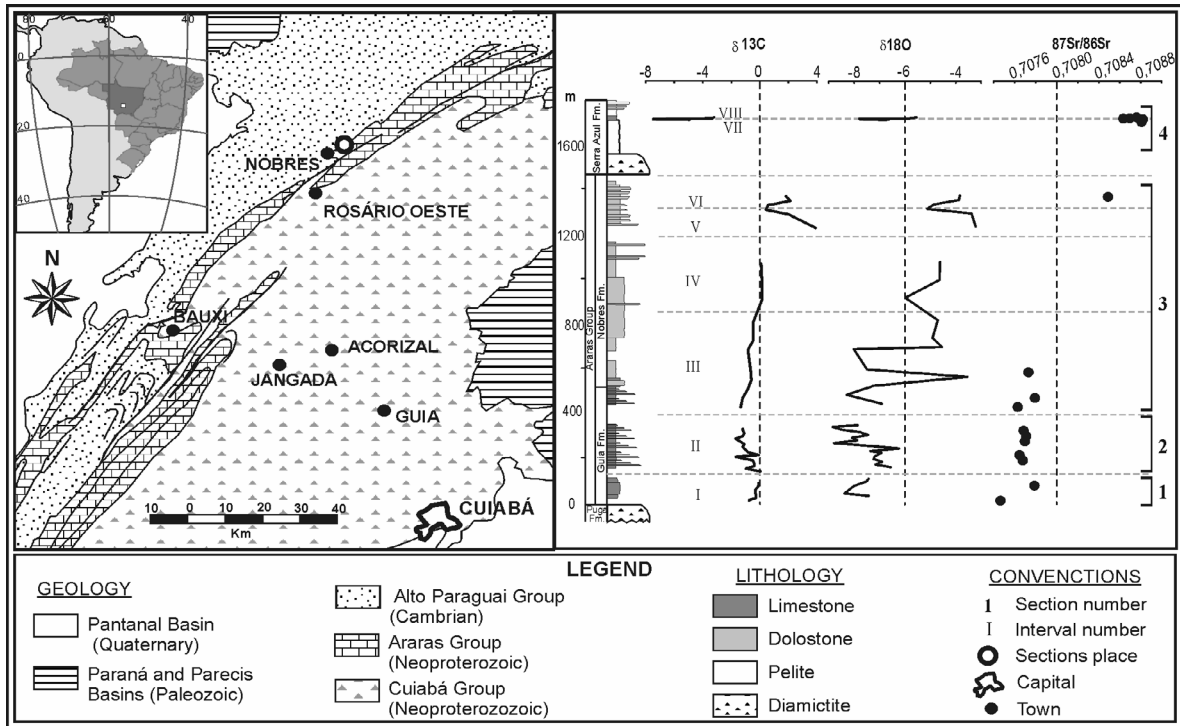 80
60
40
0
20
40
N
NOBRES
ROSÁRIO OESTE
BAUXI
ACORIZAL
JANGADA
GUIA
CUIABÁ
10 0 10 20 30 40
Km
δ 13C
δ18O
87Sr/86Sr
-8 -4 0 4
-8 -6 -4
0,7076 0,7080 0,7084 0,7088
m
1600
1200
800
400
0
Serra Azul Fm.
Araras Group
Nobres Fm.
Guia Fm.
Puga Fm.
VIII
VII
VI
V
IV
III
II
I
4
3
2
1
LEGEND
GEOLOGY
Pantanal Basin
(Quaternary)
Paraná and Parecis
Basins (Paleozoic)
Alto Paraguai Group
(Cambrian)
Araras Group
(Neoproterozoic)
Cuiabá Group
(Neoproterozozoic)
LITHOLOGY
Limestone
Dolostone
Pelite
Diamictite
CONVENCTIONS
1 Section number
I Interval number
Sections place
Capital
Town